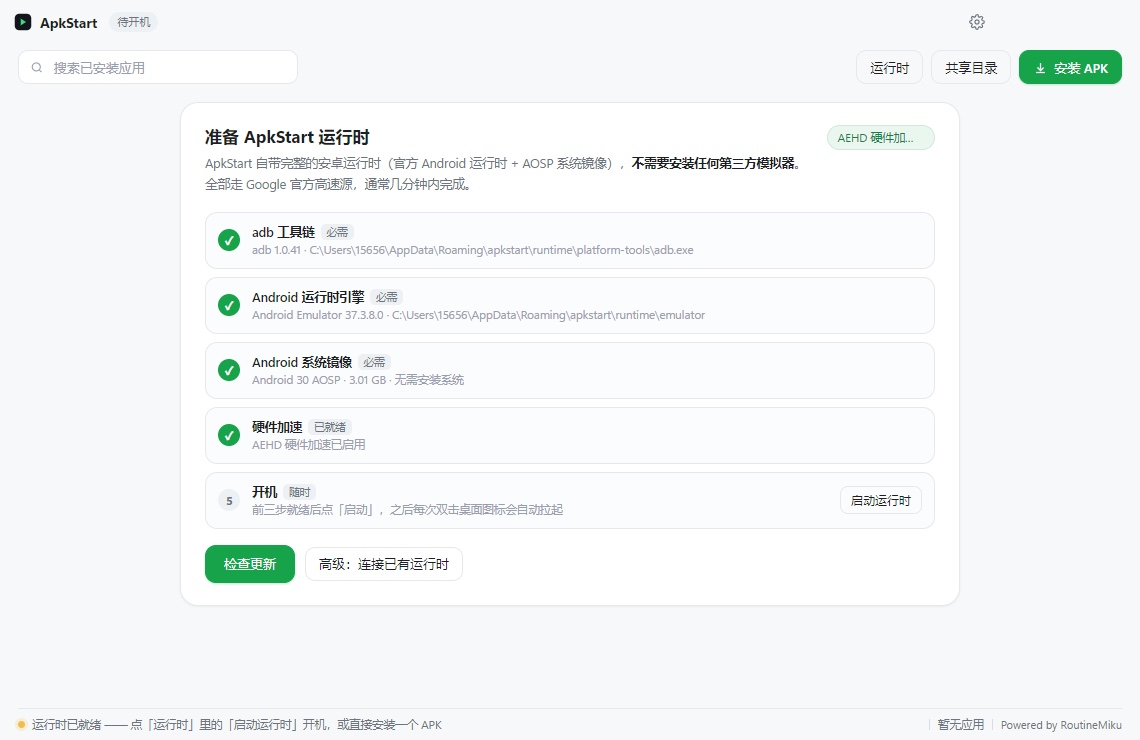 ApkStart 待开机
搜索已安装应用
运行时 共享目录 安装 APK
准备 ApkStart 运行时
AEHD 硬件加...
ApkStart 自带完整的安卓运行时（官方 Android 运行时 + AOSP 系统镜像），不需要安装任何第三方模拟器。
全部走 Google 官方高速源，通常几分钟内完成。
adb 工具链 必需
adb 1.0.41 · C:\Users\15656\AppData\Roaming\apkstart\runtime\platform-tools\adb.exe
Android 运行时引擎 必需
Android Emulator 37.3.8.0 · C:\Users\15656\AppData\Roaming\apkstart\runtime\emulator
Android 系统镜像 必需
Android 30 AOSP · 3.01 GB · 无需安装系统
硬件加速 已就绪
AEHD 硬件加速已启用
5 开机 随时
前三步就绪后点「启动」，之后每次双击桌面图标会自动拉起
启动运行时
检查更新 高级：连接已有运行时
运行时已就绪 —— 点「运行时」里的「启动运行时」开机，或直接安装一个 APK
暂无应用 Powered by RoutineMiku